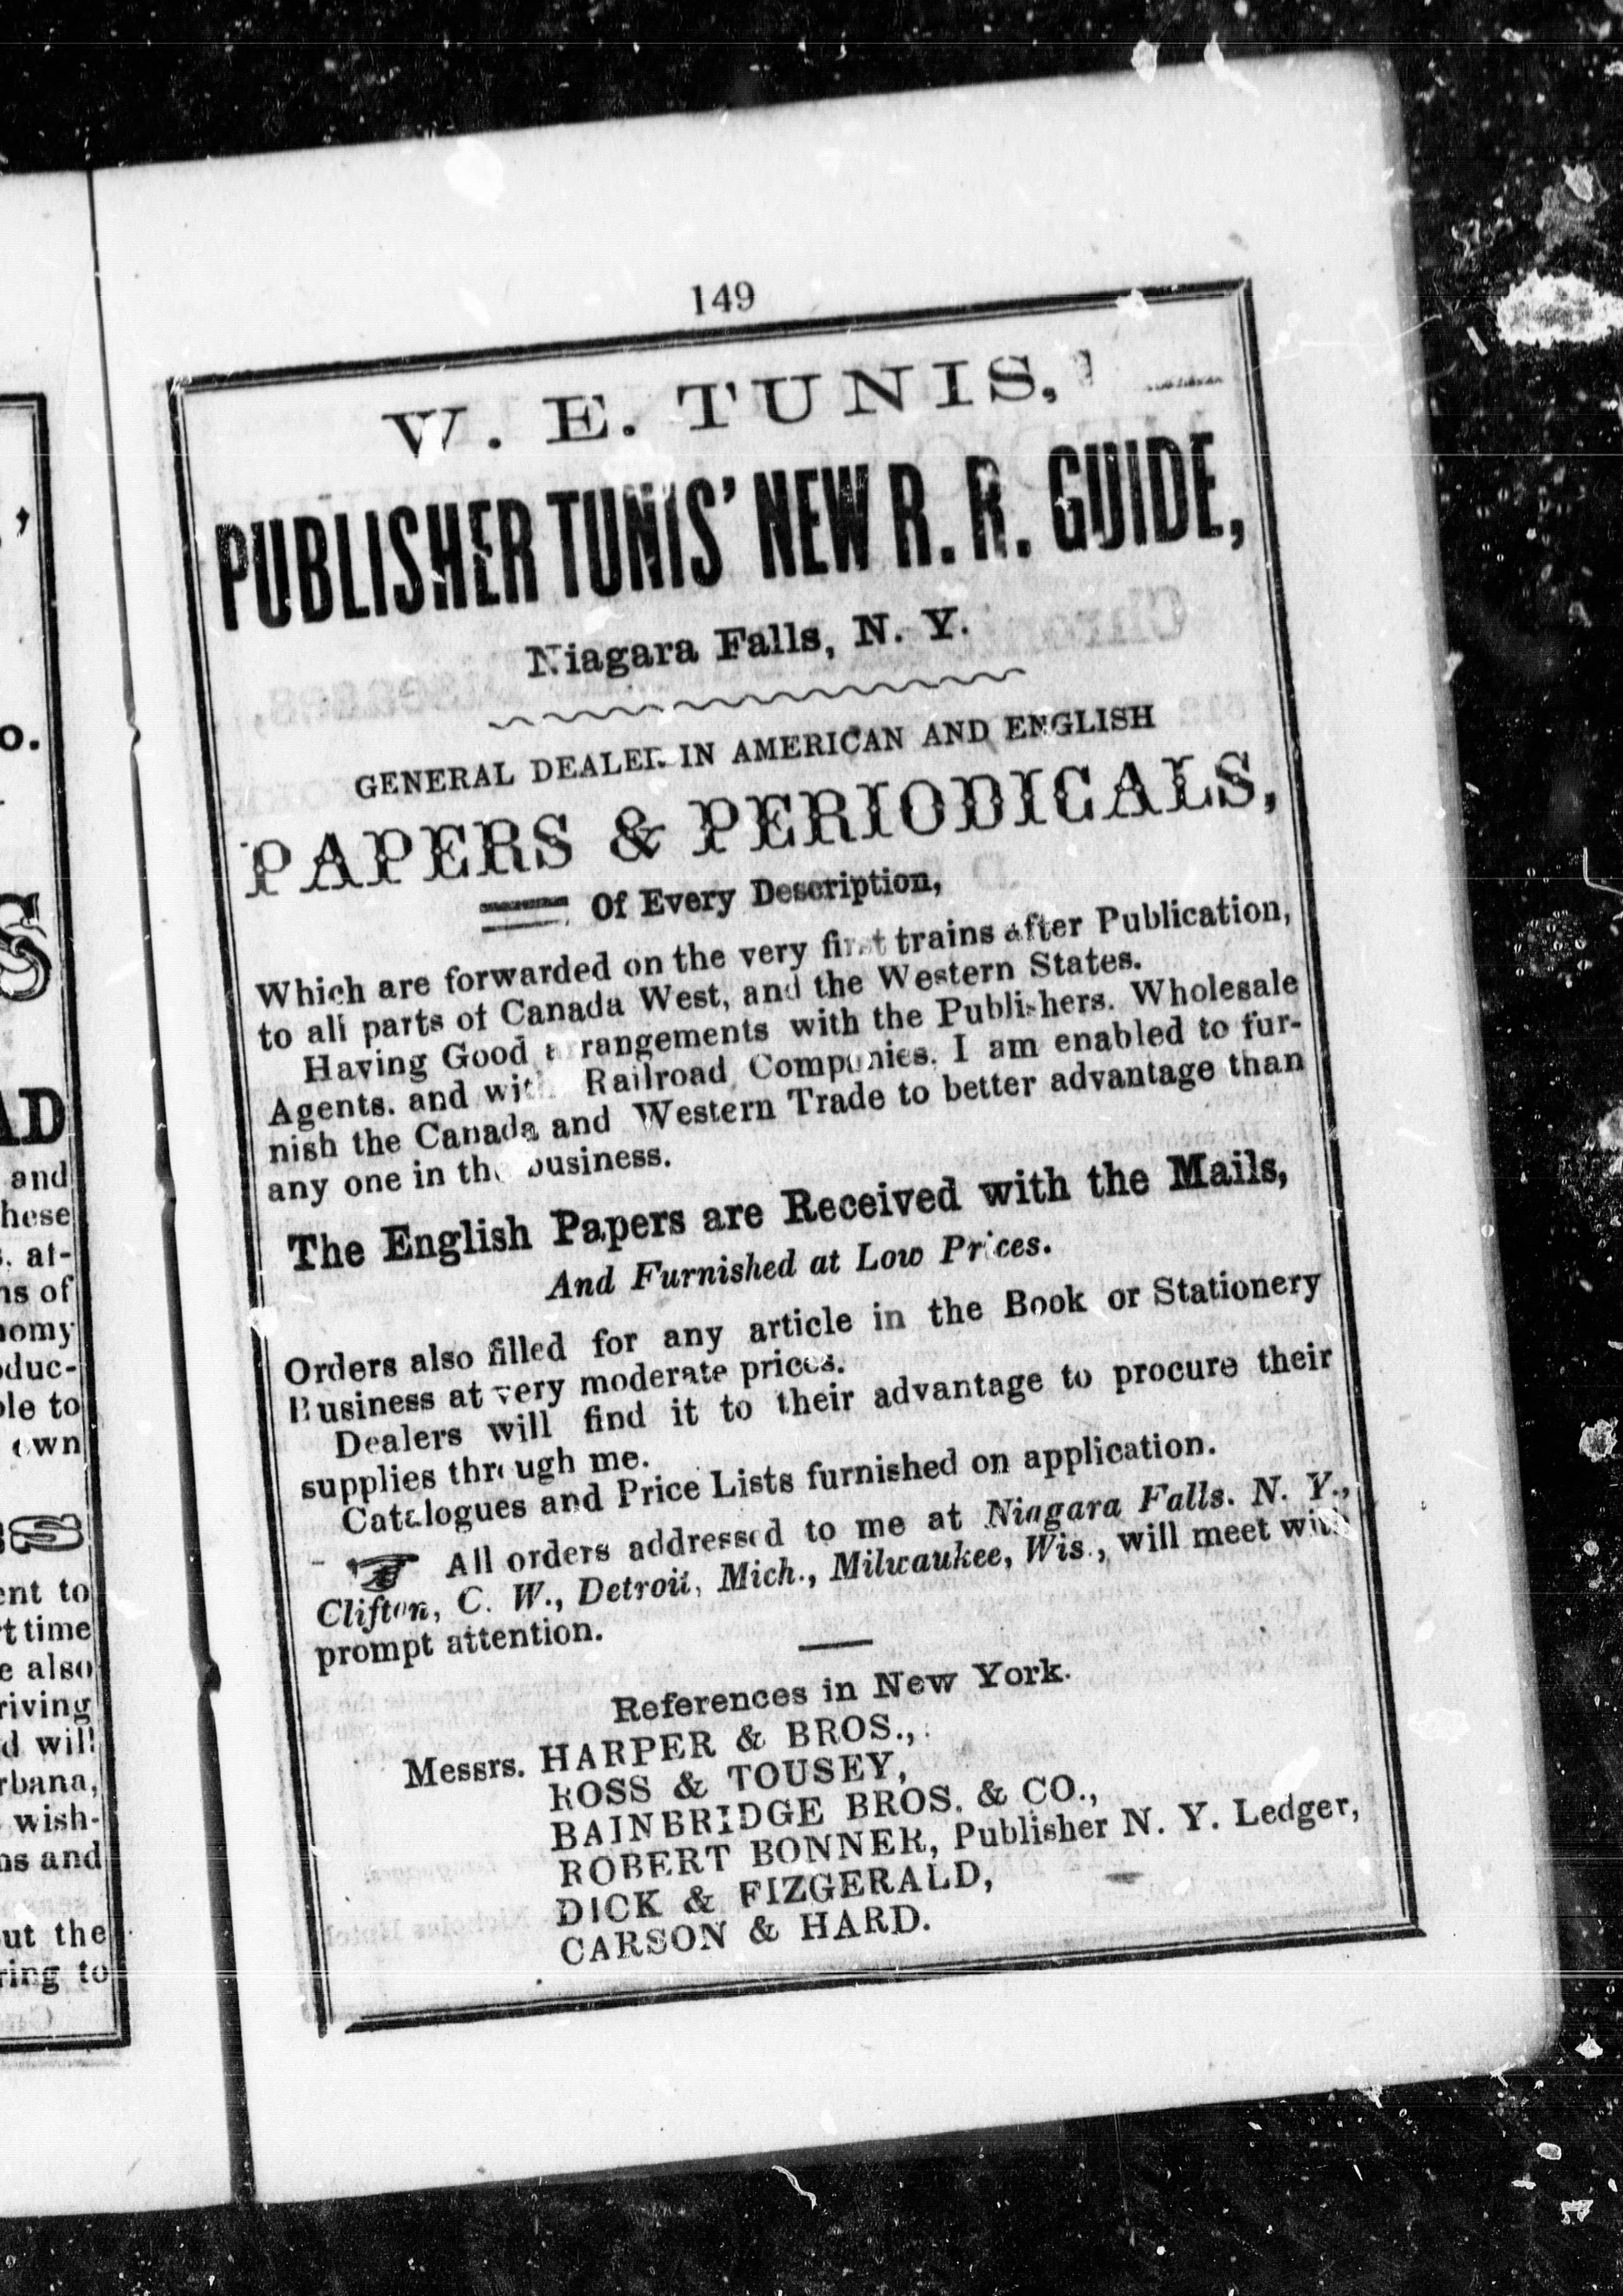 149
W. E. TUNIS,
PUBLISHER TUNIS' NEW R. R. GUIDE,
Niagara Falls, N. Y.
GENERAL DEALER IN AMERICAN AND ENGLISH
PAPERS & PERIODICALS,
Of Every Description,
Which are forwarded on the very first trains after Publication,
to all parts of Canada West, and the Western States.
Having Good arrangements with the Publishers. Wholesale
Agents. and with Railroad Companies. I am enabled to fur-
nish the Canada and Western Trade to better advantage than
any one in the business.
The English Papers are Received with the Mails,
And Furnished at Low Prices.
Orders also filled for any article in the Book or Stationery
Business at very moderate prices.
Dealers will find it to their advantage to procure their
supplies through me.
Catalogues and Price Lists furnished on application.
☞ All orders addressed to me at Niagara Falls. N. Y.,
Clifton, C. W., Detroit, Mich., Milwaukee, Wis., will meet with
prompt attention.
References in New York.
Messrs. HARPER & BROS.,
ROSS & TOUSEY,
BAINBRIDGE BROS. & CO.,
ROBERT BONNER, Publisher N. Y. Ledger,
DICK & FIZGERALD,
CARSON & HARD.
o.
S
AD
and
hese
s. at-
ns of
nomy
oduc-
ble to
own
S
ent to
t time
e also
riving
d will
rbana,
wish-
ns and
out the
ring to